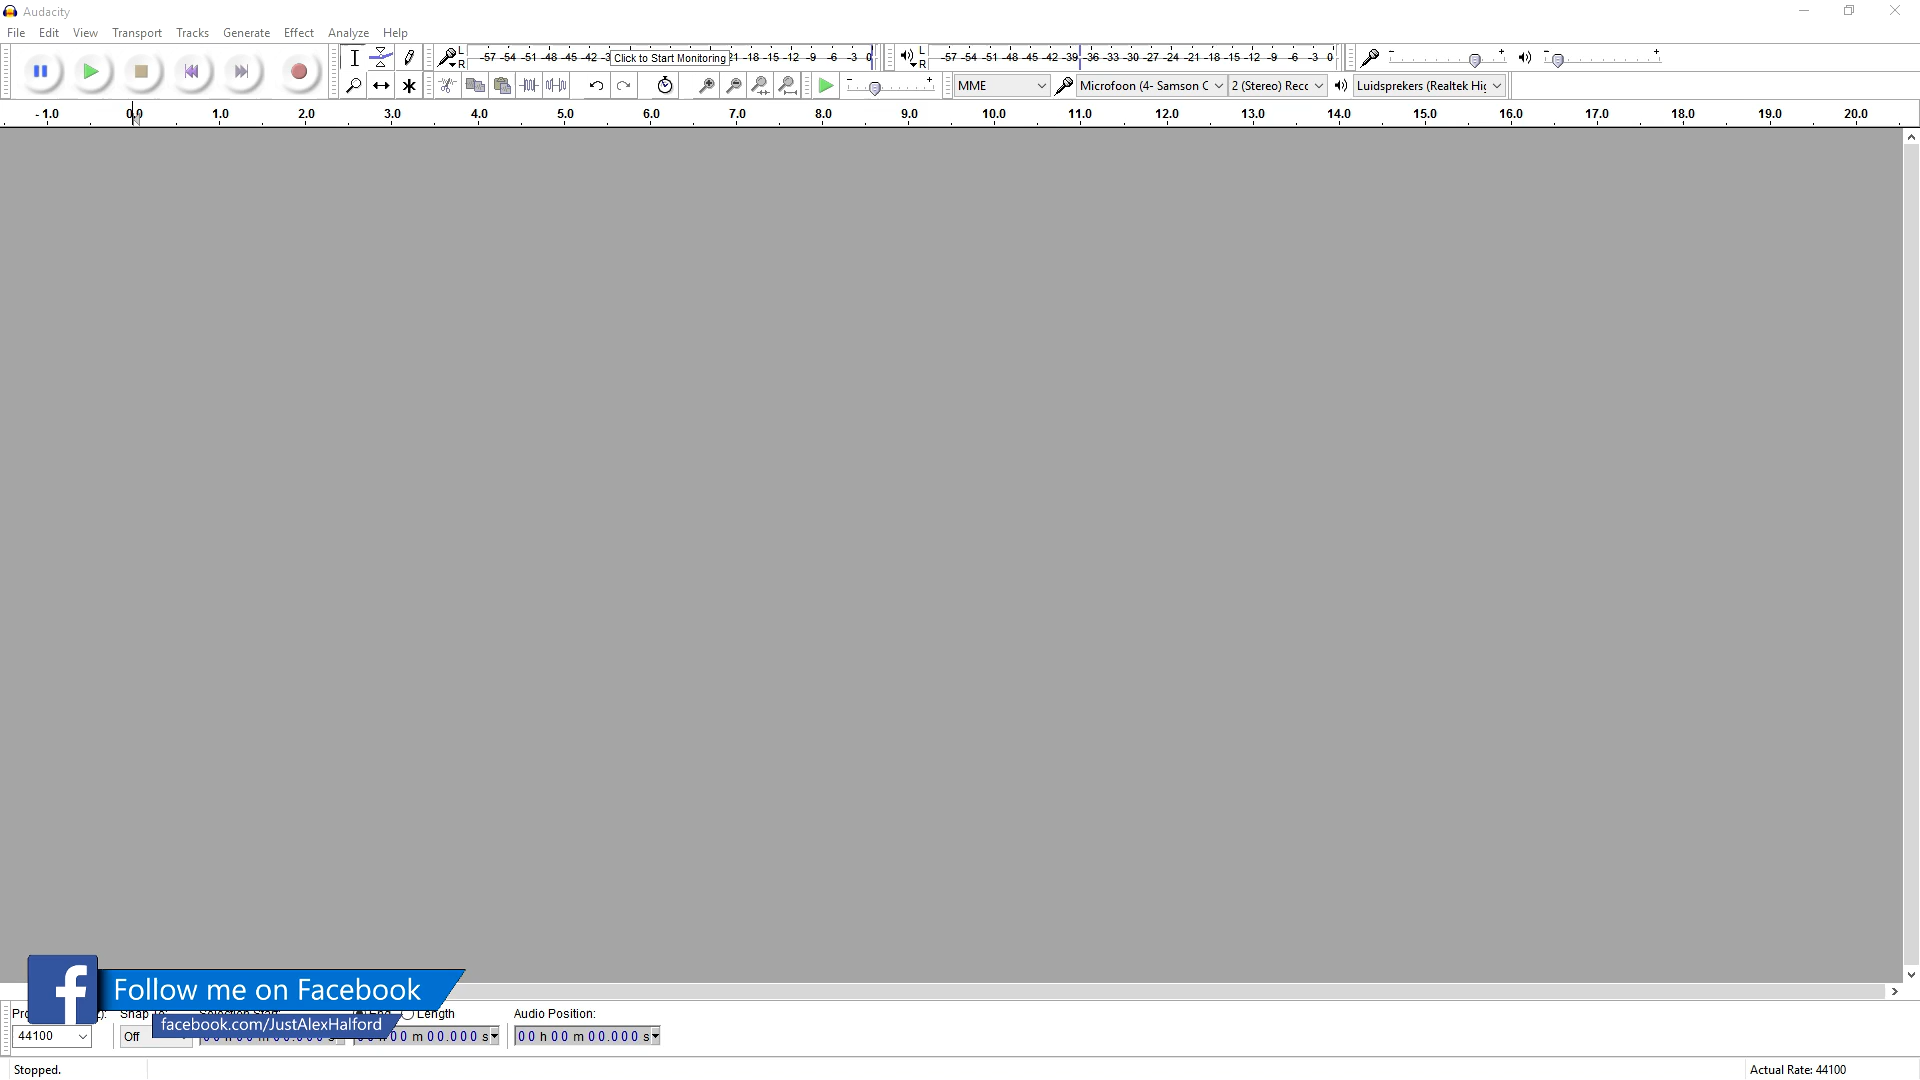 Audacity
File Edit View Transport Tracks Generate Effect Analyze Help
L R -57 -54 -51 -48 -45 -42 -3 Click to Start Monitoring 21 -18 -15 -12 -9 -6 -3 0 L R -57 -54 -51 -48 -45 -42 -39 -36 -33 -30 -27 -24 -21 -18 -15 -12 -9 -6 -3 0 - + - +
- + MME Microfoon (4- Samson C 2 (Stereo) Recc Luidsprekers (Realtek Hig
- 1.0 0.0 1.0 2.0 3.0 4.0 5.0 6.0 7.0 8.0 9.0 10.0 11.0 12.0 13.0 14.0 15.0 16.0 17.0 18.0 19.0 20.0
f Follow me on Facebook
facebook.com/JustAlexHalford
Length Audio Position:
44100 Off 00 m 00.000 s 00 h 00 m 00.000 s
Stopped. Actual Rate: 44100